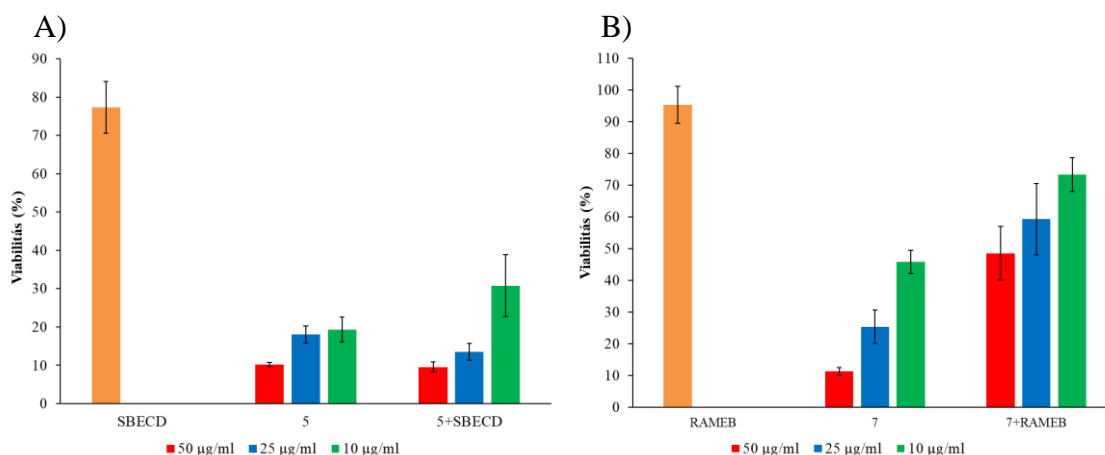 A)
Viabilitás (%)
90
80
70
60
50
40
30
20
10
0
SBECD 5 5+SBECD
50 µg/ml 25 µg/ml 10 µg/ml
B)
Viabilitás (%)
110
100
90
80
70
60
50
40
30
20
10
0
RAMEB 7 7+RAMEB
50 µg/ml 25 µg/ml 10 µg/ml